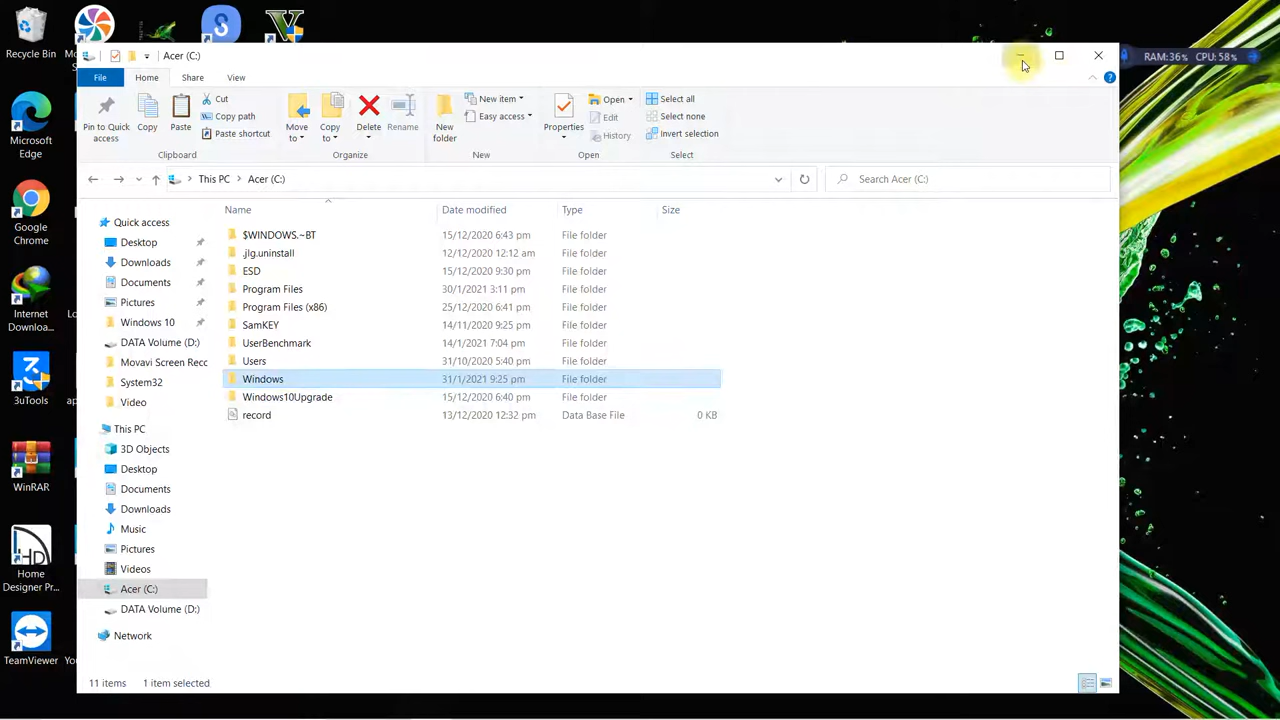 Recycle Bin
Acer (C:)
RAM:36% CPU:58%
File Home Share View
Pin to Quick access
Copy
Paste
Cut
Copy path
Paste shortcut
Clipboard
Move to
Copy to
Delete
Rename
Organize
New folder
New item
Easy access
New
Properties
Open
Edit
History
Open
Select all
Select none
Invert selection
Select
This PC Acer (C:)
Search Acer (C:)
Microsoft Edge
Google Chrome
Internet Downloa...
3uTools
WinRAR
Home Designer Pr...
TeamViewer
Quick access
Desktop
Downloads
Documents
Pictures
Windows 10
DATA Volume (D:)
Movavi Screen Recc
System32
Video
This PC
3D Objects
Desktop
Documents
Downloads
Music
Pictures
Videos
Acer (C:)
DATA Volume (D:)
Network
Name Date modified Type Size
$WINDOWS.~BT 15/12/2020 6:43 pm File folder
.jlg.uninstall 12/12/2020 12:12 am File folder
ESD 15/12/2020 9:30 pm File folder
Program Files 30/1/2021 3:11 pm File folder
Program Files (x86) 25/12/2020 6:41 pm File folder
SamKEY 14/11/2020 9:25 pm File folder
UserBenchmark 14/1/2021 7:04 pm File folder
Users 31/10/2020 5:40 pm File folder
Windows 31/1/2021 9:25 pm File folder
Windows10Upgrade 15/12/2020 6:40 pm File folder
record 13/12/2020 12:32 pm Data Base File 0 KB
11 items 1 item selected